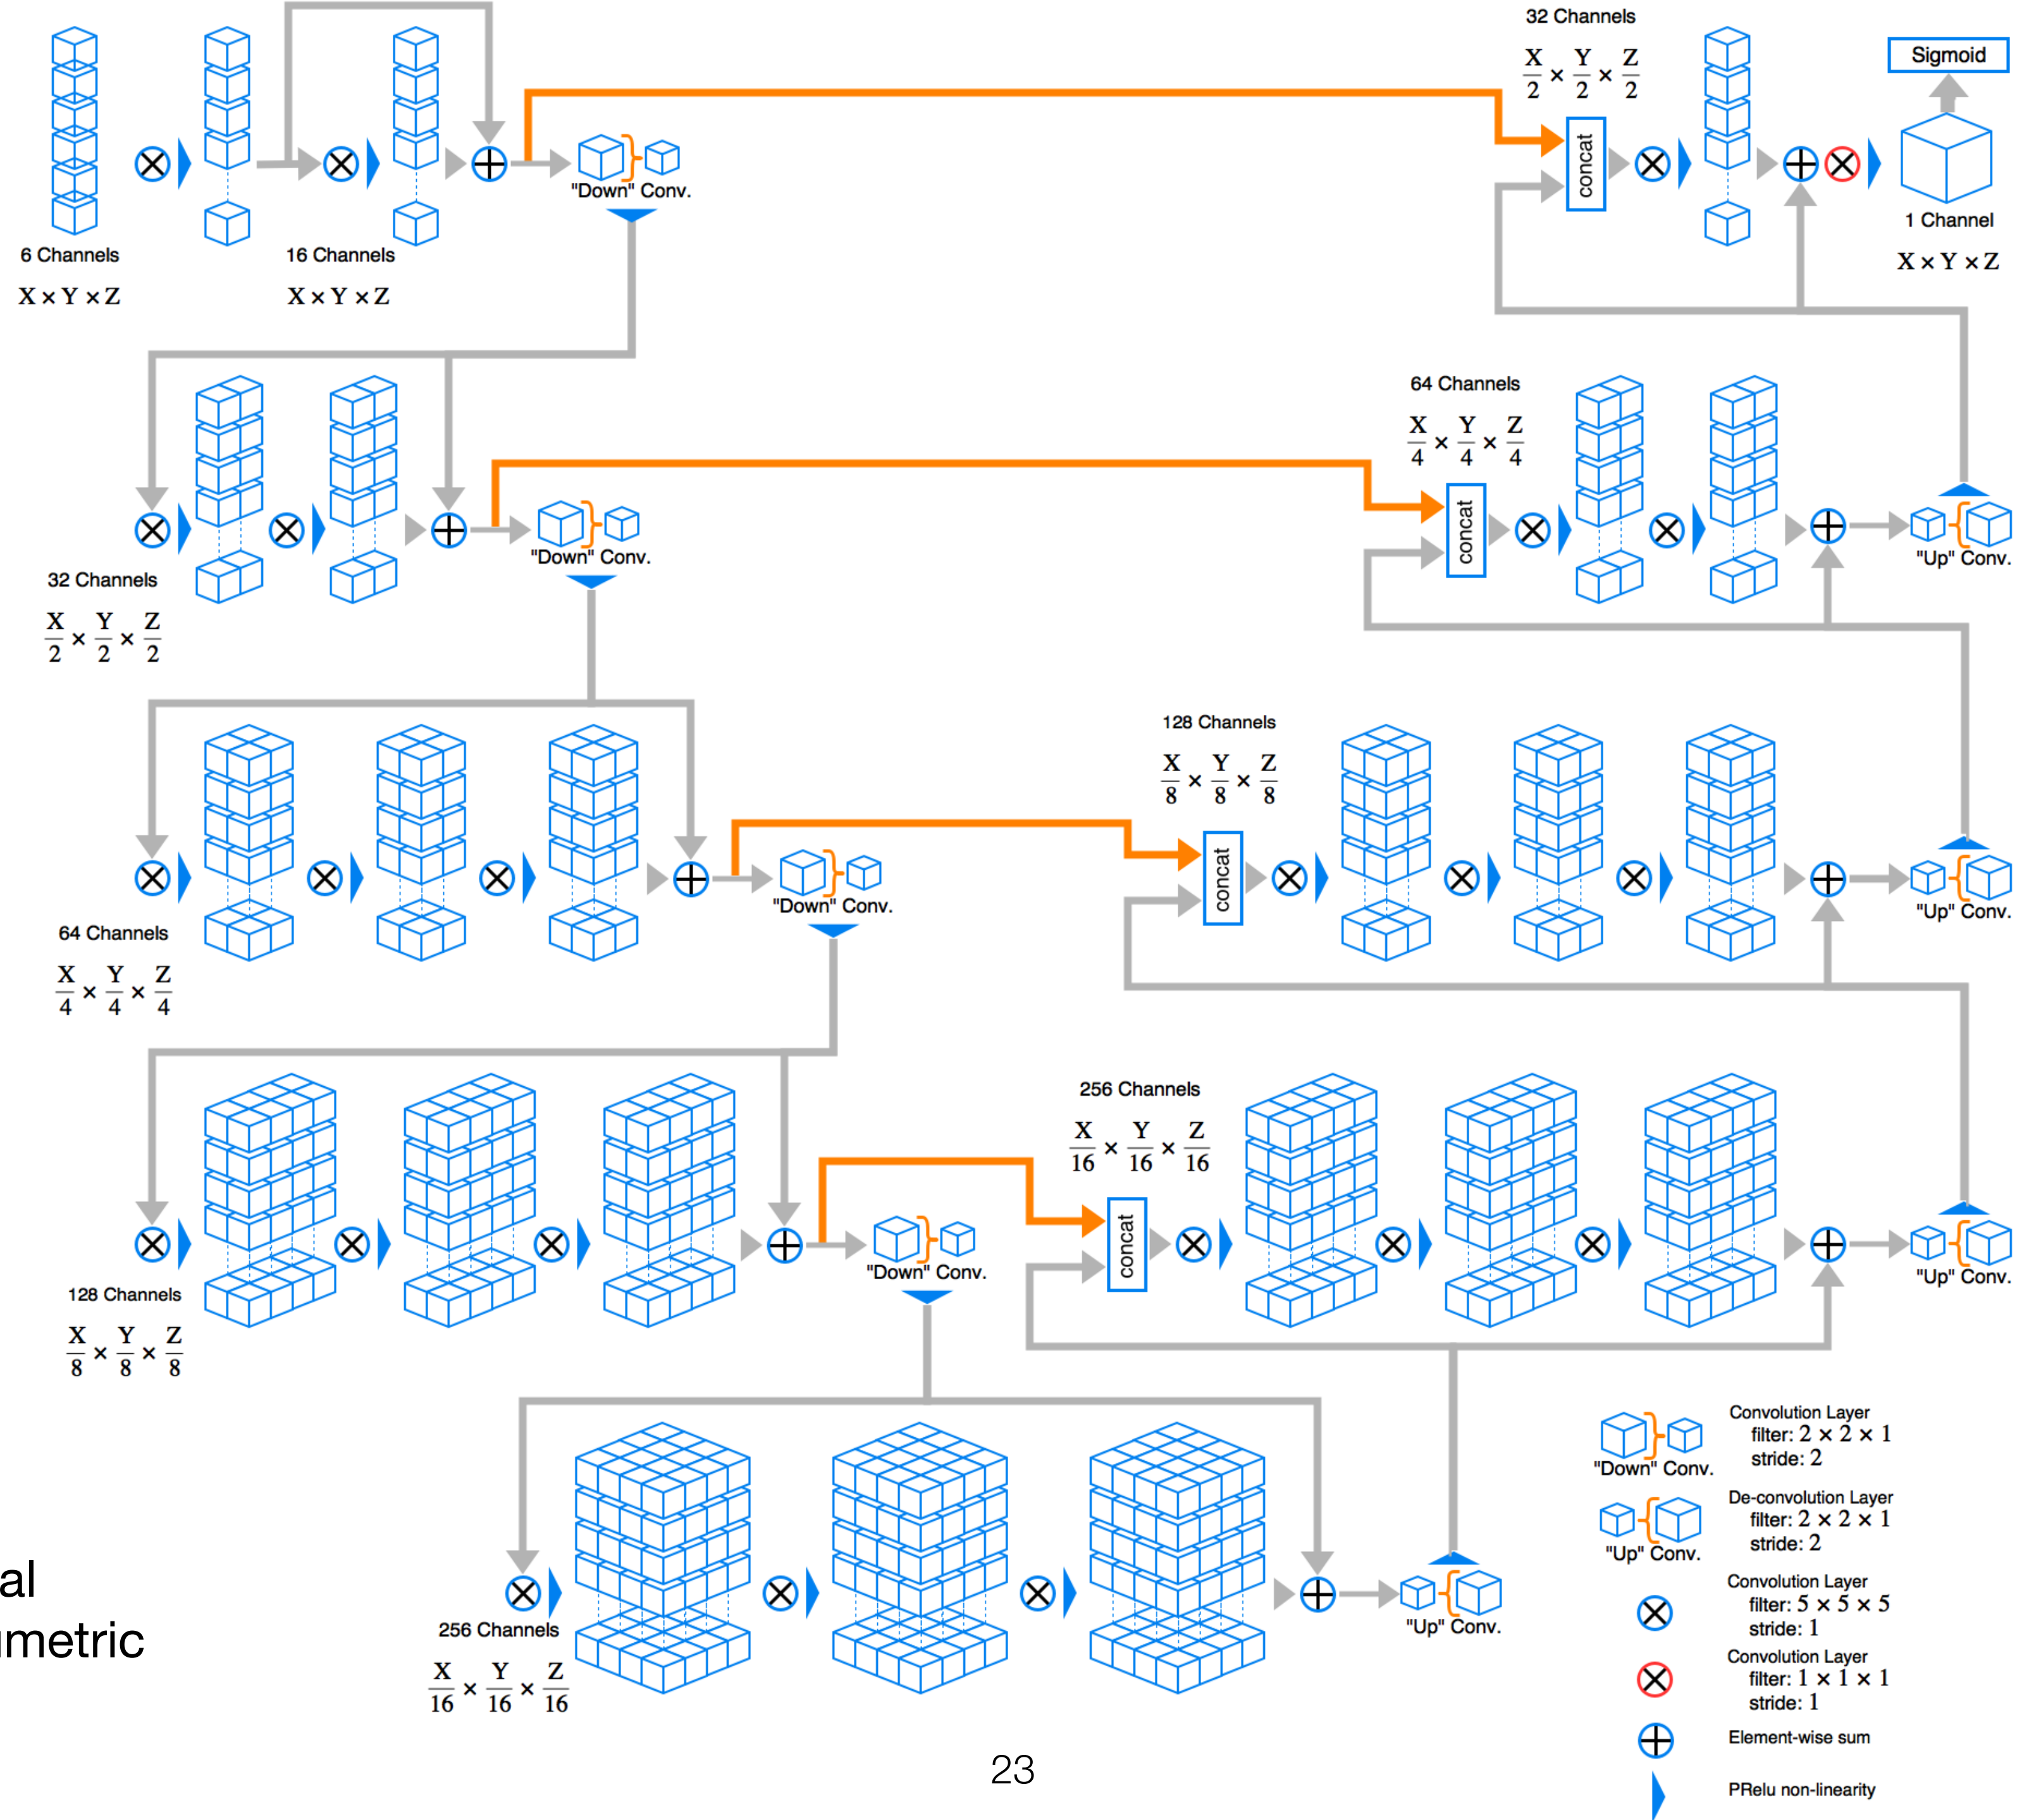 32 Channels
X/2 × Y/2 × Z/2
Sigmoid
concat
"Down" Conv.
6 Channels
X × Y × Z
16 Channels
X × Y × Z
1 Channel
X × Y × Z
64 Channels
X/4 × Y/4 × Z/4
concat
"Down" Conv.
"Up" Conv.
32 Channels
X/2 × Y/2 × Z/2
128 Channels
X/8 × Y/8 × Z/8
concat
"Down" Conv.
"Up" Conv.
64 Channels
X/4 × Y/4 × Z/4
256 Channels
X/16 × Y/16 × Z/16
concat
"Down" Conv.
"Up" Conv.
128 Channels
X/8 × Y/8 × Z/8
"Up" Conv.
256 Channels
X/16 × Y/16 × Z/16
"Down" Conv.
Convolution Layer
filter: 2 × 2 × 1
stride: 2
"Up" Conv.
De-convolution Layer
filter: 2 × 2 × 1
stride: 2
Convolution Layer
filter: 5 × 5 × 5
stride: 1
Convolution Layer
filter: 1 × 1 × 1
stride: 1
Element-wise sum
PRelu non-linearity
al
umetric
23